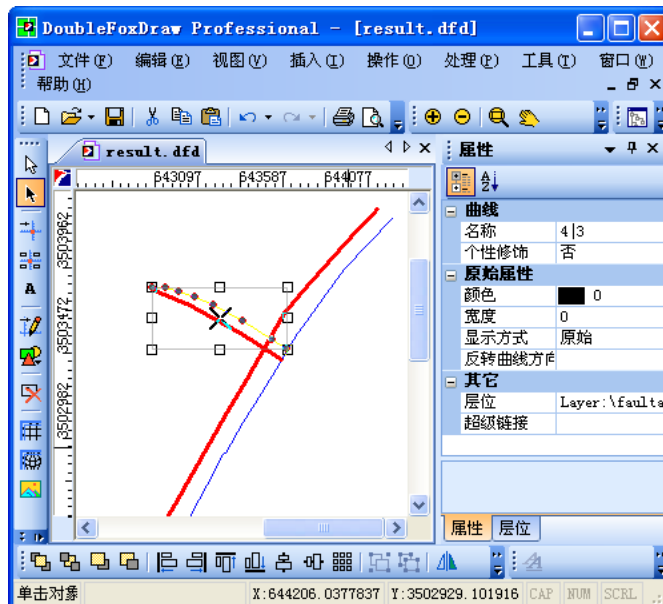 DoubleFoxDraw Professional - [result.dfd]
文件(F) 编辑(E) 视图(V) 插入(I) 操作(O) 处理(P) 工具(T) 窗口(W)
帮助(H)
result.dfd
属性
643097 643587 644077
3503962
3503472
3502982
曲线
名称 4|3
个性修饰 否
原始属性
颜色 0
宽度 0
显示方式 原始
反转曲线方向
其它
层位 Layer:\faulta
超级链接
属性 层位
单击对象 X:644206.0377837 Y:3502929.101916 CAP NUM SCRL